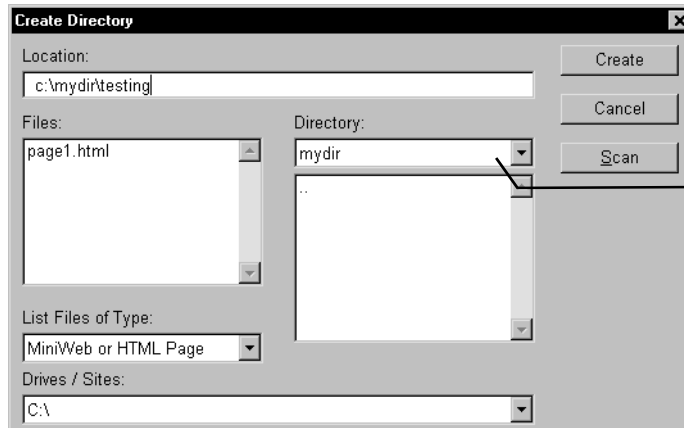 Create Directory
Location:
c:\mydir\testing
Create
Cancel
Scan
Files:
page1.html
Directory:
mydir
..
List Files of Type:
MiniWeb or HTML Page
Drives / Sites:
C:\